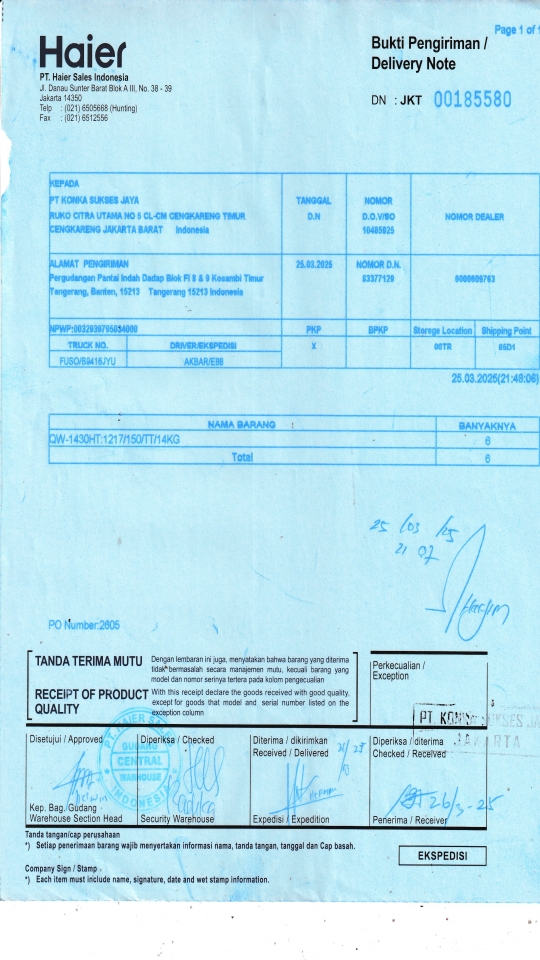 Page 1 of 1
Haier
Bukti Pengiriman /
Delivery Note
PT. Haier Sales Indonesia
Jl. Danau Sunter Barat Blok A III, No. 38 - 39
Jakarta 14350
Telp : (021) 6505668 (Hunting)
Fax : (021) 6512556
DN : JKT 00185580
KEPADA
PT KONKA SUKSES JAYA
RUKO CITRA UTAMA NO 5 CL-CM CENGKARENG TIMUR
CENGKARENG JAKARTA BARAT Indonesia
TANGGAL
D.N
NOMOR
D.O.V/SO
10485925
NOMOR DEALER
ALAMAT PENGIRIMAN
Pergudangan Pantai Indah Dadap Blok FI 8 & 9 Kosambi Timur
Tangerang, Banten, 15213 Tangerang 15213 Indonesia
25.03.2025
NOMOR D.N.
83377129
NPWP:
PKP
BPKP
Storege Location
Shipping Point
TRUCK NO.
DRIVER/EKSPEDISI
X
FUSO/B9416JYU
AKBAR/EBB
25.03.2025(21:48:06)
NAMA BARANG :
BANYAKNYA
QW-1430HT:1217/150/TT/14KG
6
Total
6
25 /03 /25
21 07
PO Number:2605
TANDA TERIMA MUTU
Dengan lembaran ini juga, menyatakan bahwa barang yang diterima
tidak bermasalah secara manajemen mutu, kecuali barang yang
model dan nomor serinya tertera pada kolom pengecualian
RECEIPT OF PRODUCT
QUALITY
With this receipt declare the goods received with good quality,
except for goods that model and serial number listed on the
exception column
Perkecualian /
Exception
PT. KONKA SUKSES JA
JAKARTA
Disetujui / Approved
Diperiksa / Checked
Diterima / dikirimkan
Received / Delivered
Diperiksa / diterima
Checked / Received
PT. HAIER SALES
GUDANG
CENTRAL
WAREHOUSE
INDONESIA
26/3-25
Kep. Bag. Gudang
Warehouse Section Head
Security Warehouse
Expedisi / Expedition
Penerima / Receiver
Tanda tangan/cap perusahaan
*) Setiap penerimaan barang wajib menyertakan informasi nama, tanda tangan, tanggal dan Cap basah.
EKSPEDISI
Company Sign / Stamp
*) Each item must include name, signature, date and wet stamp information.